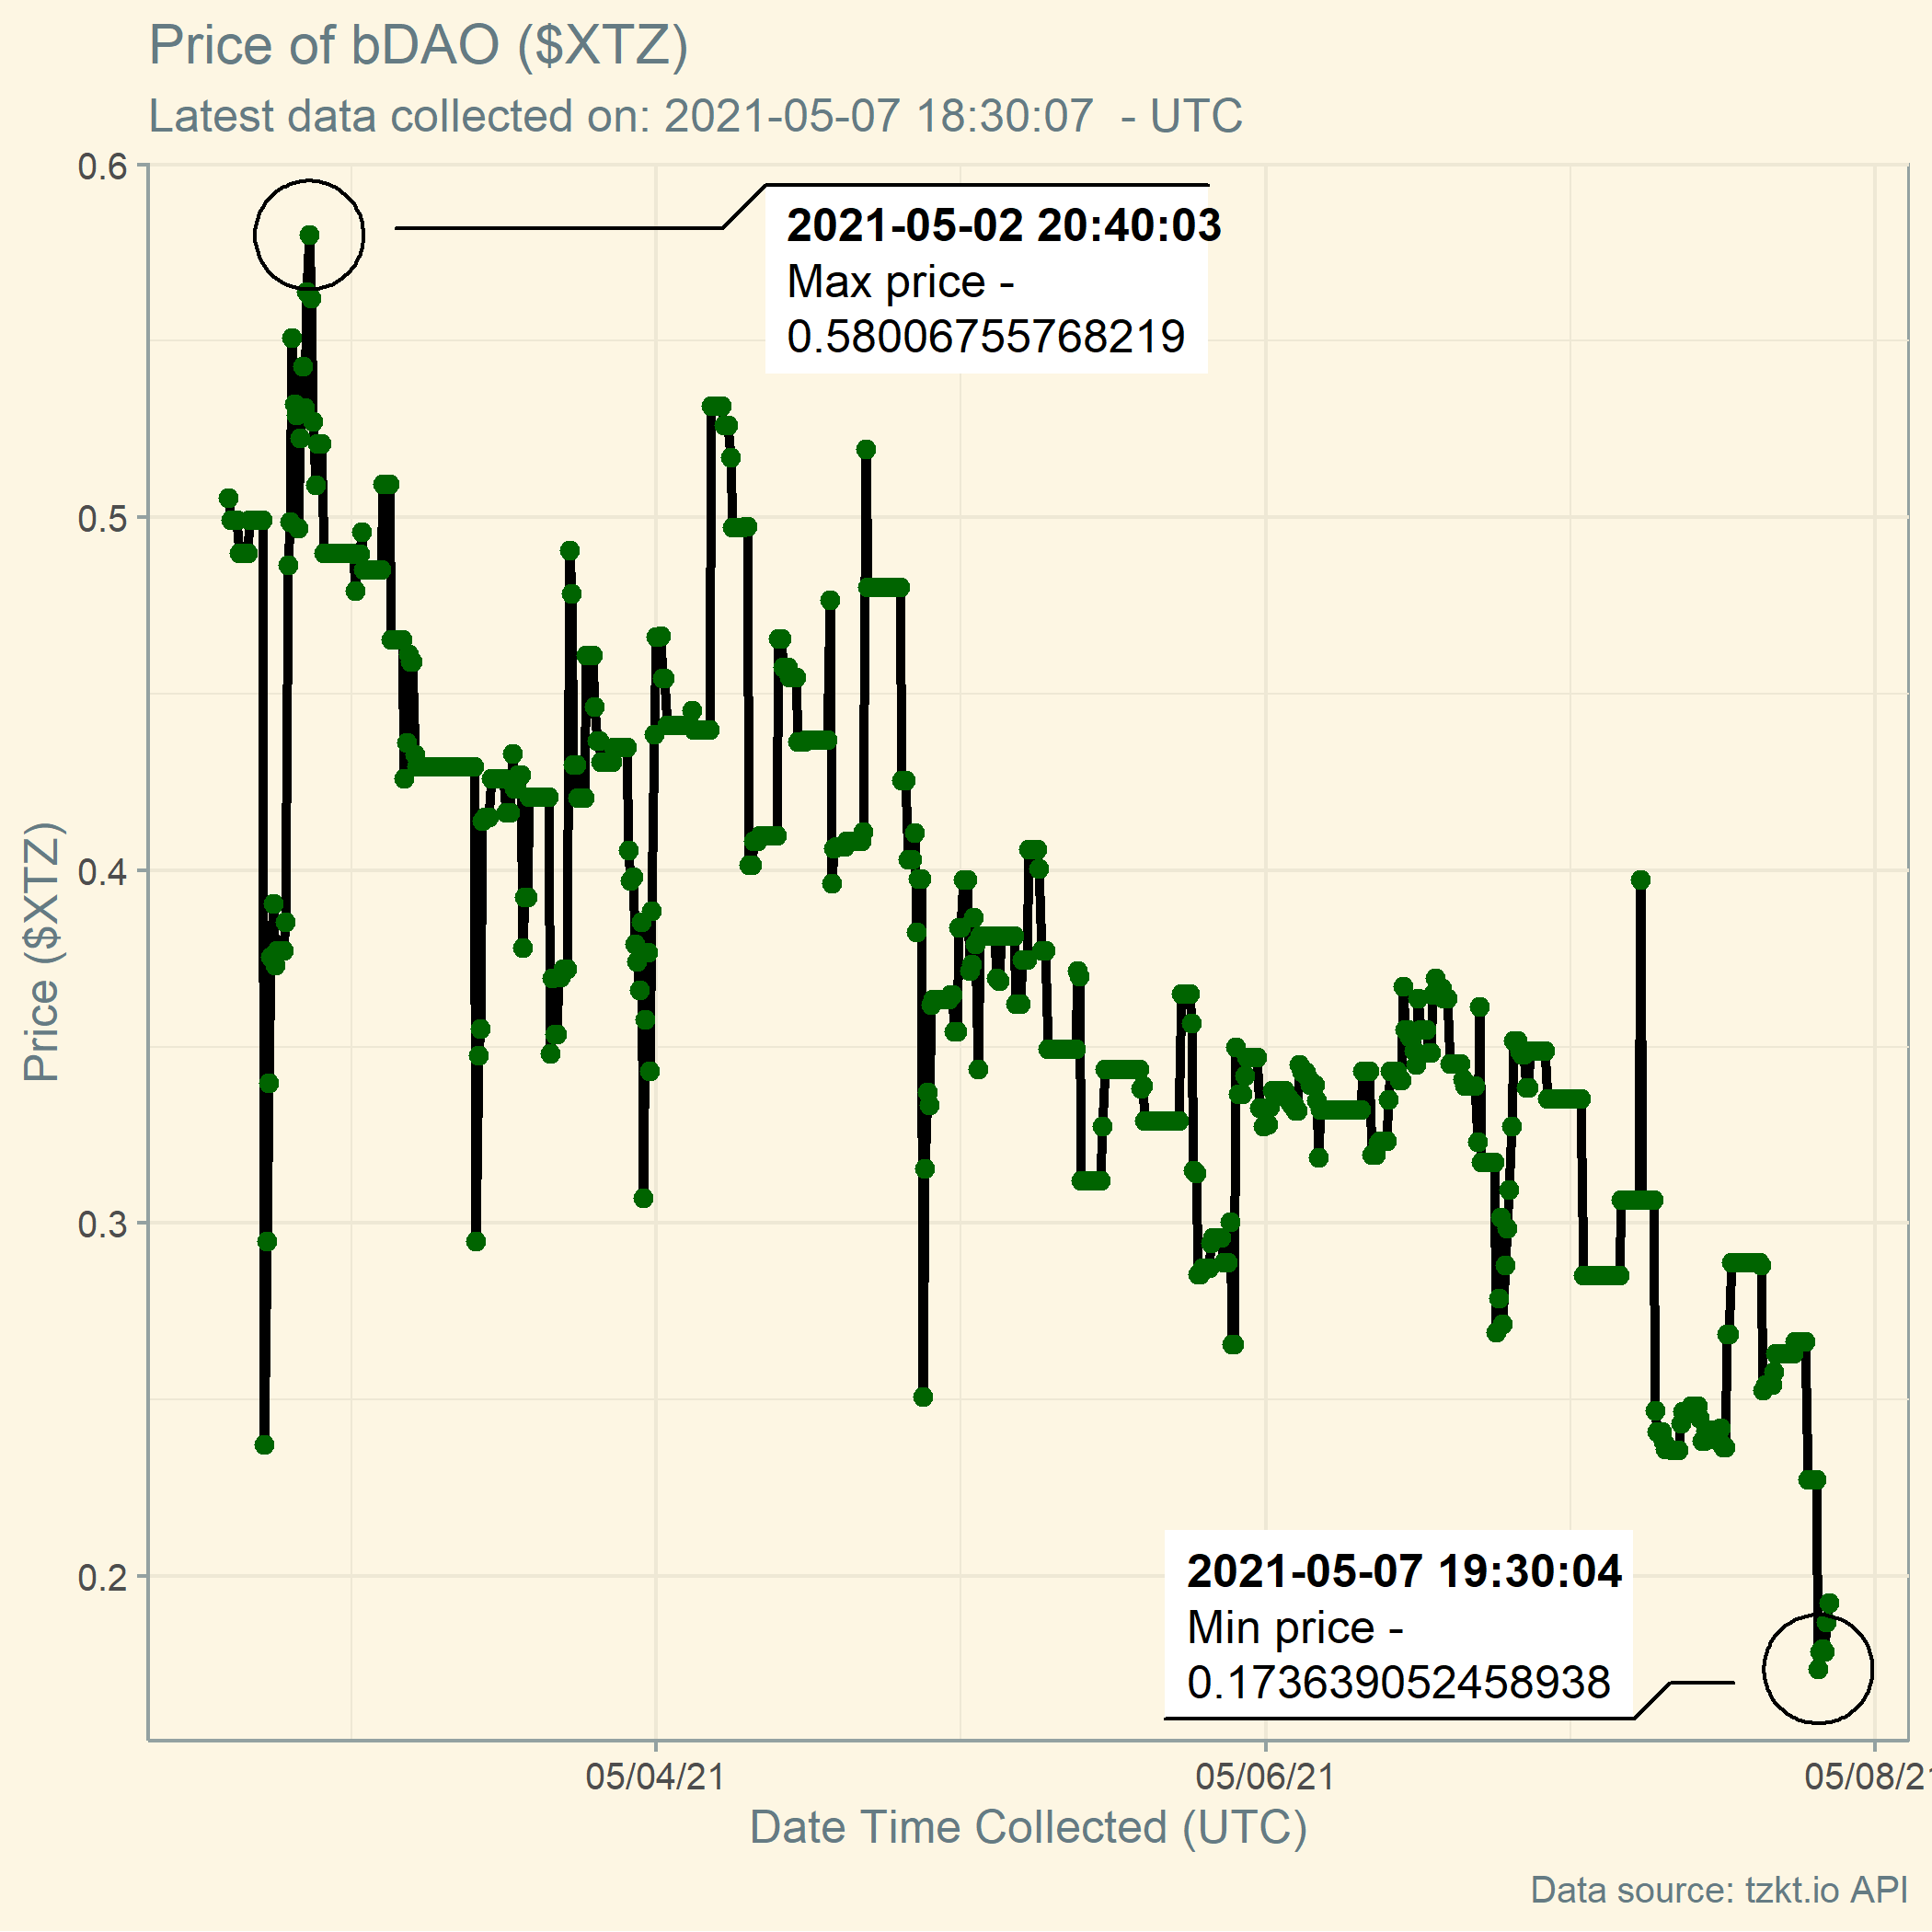 Price of bDAO ($XTZ)
Latest data collected on: 2021-05-07 18:30:07 - UTC
0.6
0.5
0.4
0.3
0.2
Price ($XTZ)
2021-05-02 20:40:03
Max price -
0.58006755768219
2021-05-07 19:30:04
Min price -
0.173639052458938
05/04/21
05/06/21
05/08/21
Date Time Collected (UTC)
Data source: tzkt.io API